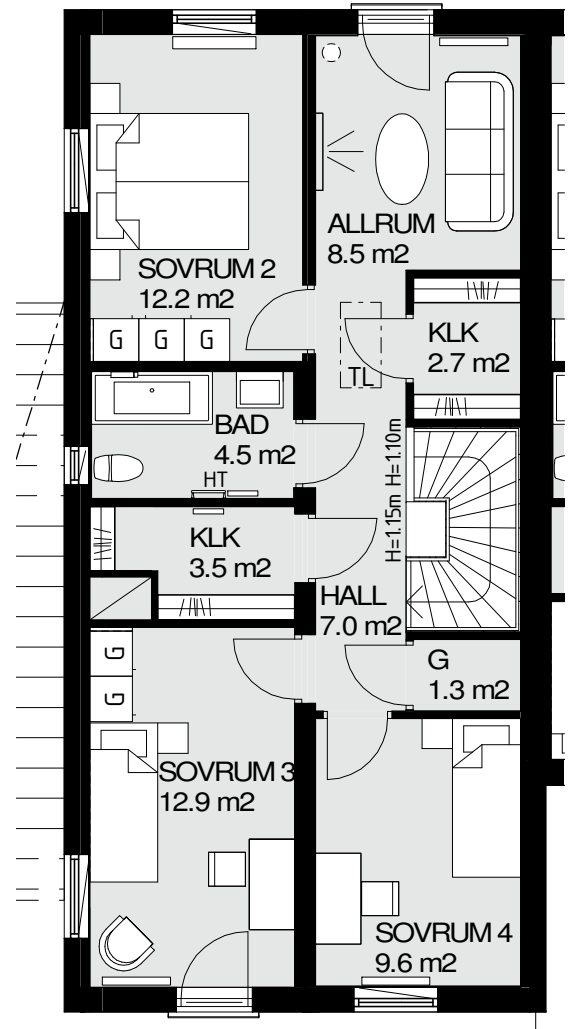 ALLRUM
8.5 m2
SOVRUM 2
12.2 m2
G G G
TL
KLK
2.7 m2
BAD
4.5 m2
HT
H=1.15m H=1.10m
KLK
3.5 m2
HALL
7.0 m2
G
G
G
1.3 m2
SOVRUM 3
12.9 m2
SOVRUM 4
9.6 m2